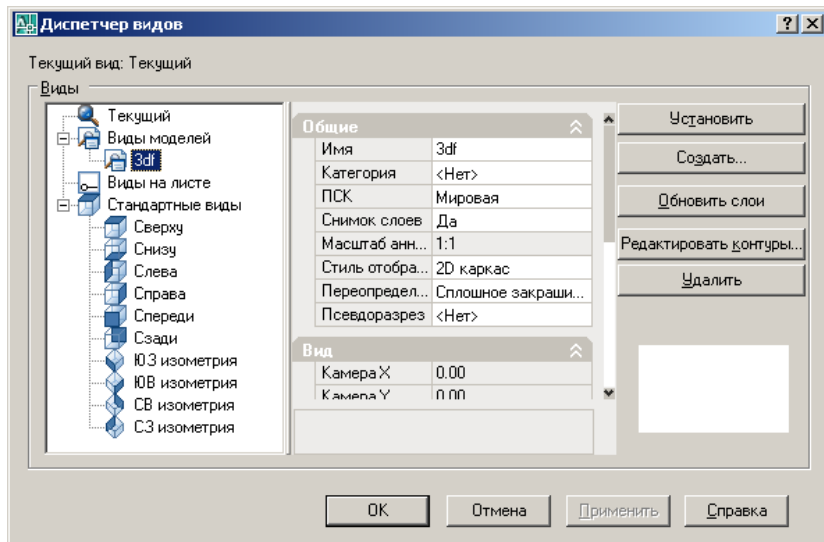 Диспетчер видов
Текущий вид: Текущий
Виды
Текущий
Виды моделей
3df
Виды на листе
Стандартные виды
Сверху
Снизу
Слева
Справа
Спереди
Сзади
ЮЗ изометрия
ЮВ изометрия
СВ изометрия
СЗ изометрия
Общие
Имя 3df
Категория <Нет>
ПСК Мировая
Снимок слоев Да
Масштаб анн... 1:1
Стиль отобра... 2D каркас
Переопредел... Сплошное закраши...
Псевдоразрез <Нет>
Вид
Камера X 0.00
Камера Y 0.00
Установить
Создать...
Обновить слои
Редактировать контуры...
Удалить
OK
Отмена
Применить
Справка